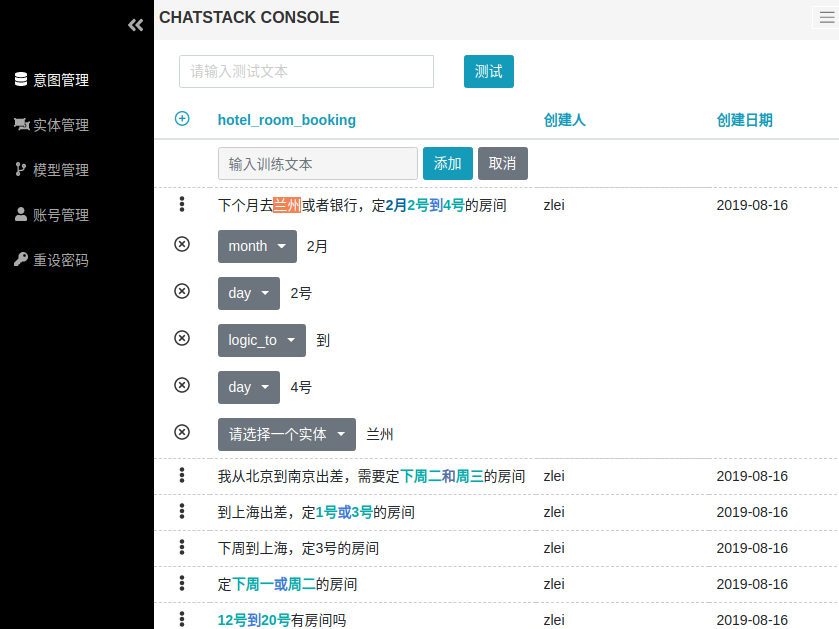 CHATSTACK CONSOLE
意图管理
实体管理
模型管理
账号管理
重设密码
请输入测试文本 测试
hotel_room_booking 创建人 创建日期
输入训练文本 添加 取消
下个月去兰州或者银行，定2月2号到4号的房间 zlei 2019-08-16
month 2月
day 2号
logic_to 到
day 4号
请选择一个实体 兰州
我从北京到南京出差，需要定下周二和周三的房间 zlei 2019-08-16
到上海出差，定1号或3号的房间 zlei 2019-08-16
下周到上海，定3号的房间 zlei 2019-08-16
定下周一或周二的房间 zlei 2019-08-16
12号到20号有房间吗 zlei 2019-08-16